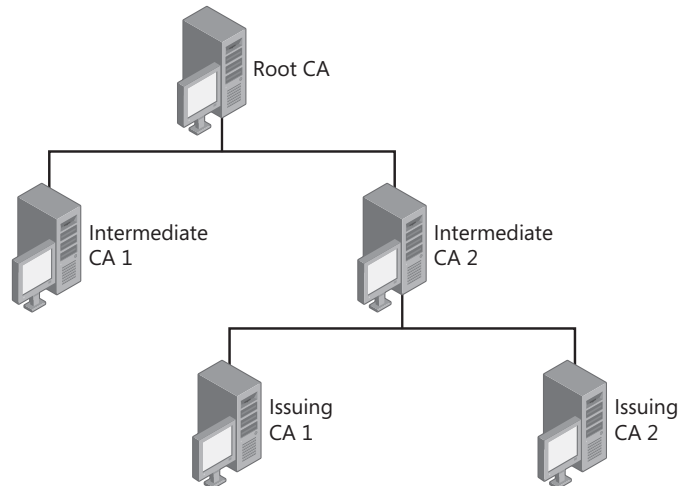 Root CA
Intermediate
CA 1
Intermediate
CA 2
Issuing
CA 1
Issuing
CA 2